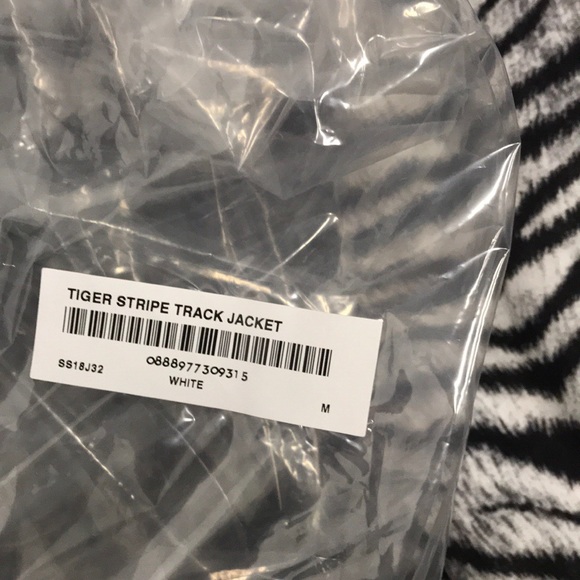 TIGER STRIPE TRACK JACKET
0888977309315
SS18J32
WHITE
M